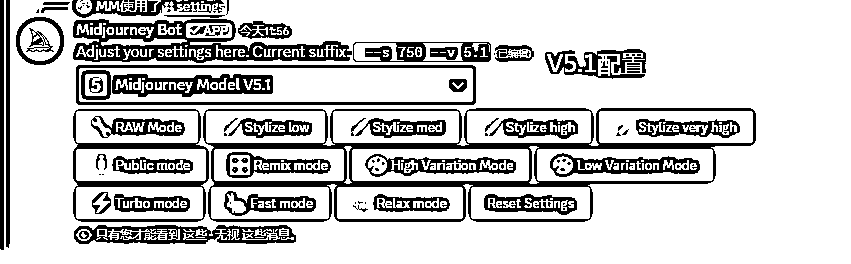 MM使用了 settings
Midjourney Bot ✓APP 今天11:56
Adjust your settings here. Current suffix: --s 750 --v 5.1 (已编辑)
V5.1配置
5 Midjourney Model V5.1
RAW Mode Stylize low Stylize med Stylize high Stylize very high
Public mode Remix mode High Variation Mode Low Variation Mode
Turbo mode Fast mode Relax mode Reset Settings
只有您才能看到这些·无视这些消息.